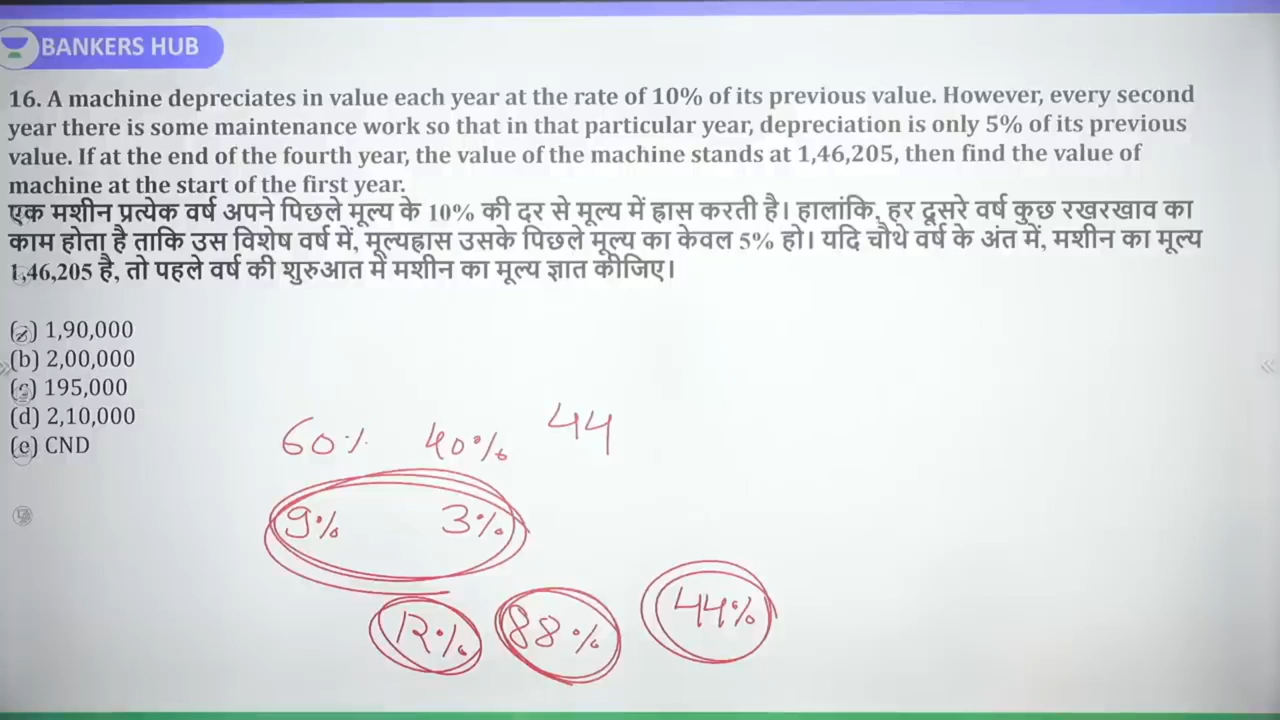 BANKERS HUB
16. A machine depreciates in value each year at the rate of 10% of its previous value. However, every second
year there is some maintenance work so that in that particular year, depreciation is only 5% of its previous
value. If at the end of the fourth year, the value of the machine stands at 1,46,205, then find the value of
machine at the start of the first year.
एक मशीन प्रत्येक वर्ष अपने पिछले मूल्य के 10% की दर से मूल्य में ह्रास करती है। हालांकि, हर दूसरे वर्ष कुछ रखरखाव का
काम होता है ताकि उस विशेष वर्ष में, मूल्यह्रास उसके पिछले मूल्य का केवल 5% हो। यदि चौथे वर्ष के अंत में, मशीन का मूल्य
1,46,205 है, तो पहले वर्ष की शुरुआत में मशीन का मूल्य ज्ञात कीजिए।
(a) 1,90,000
(b) 2,00,000
(c) 195,000
(d) 2,10,000
(e) CND
60% 40% 44
9% 3%
12% 88% 44%